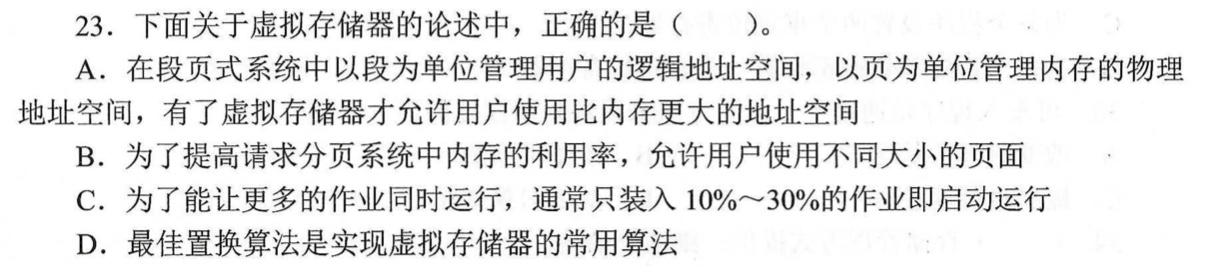 23．下面关于虚拟存储器的论述中，正确的是（　　）。
A．在段页式系统中以段为单位管理用户的逻辑地址空间，以页为单位管理内存的物理
地址空间，有了虚拟存储器才允许用户使用比内存更大的地址空间
B．为了提高请求分页系统中内存的利用率，允许用户使用不同大小的页面
C．为了能让更多的作业同时运行，通常只装入 10%～30%的作业即启动运行
D．最佳置换算法是实现虚拟存储器的常用算法